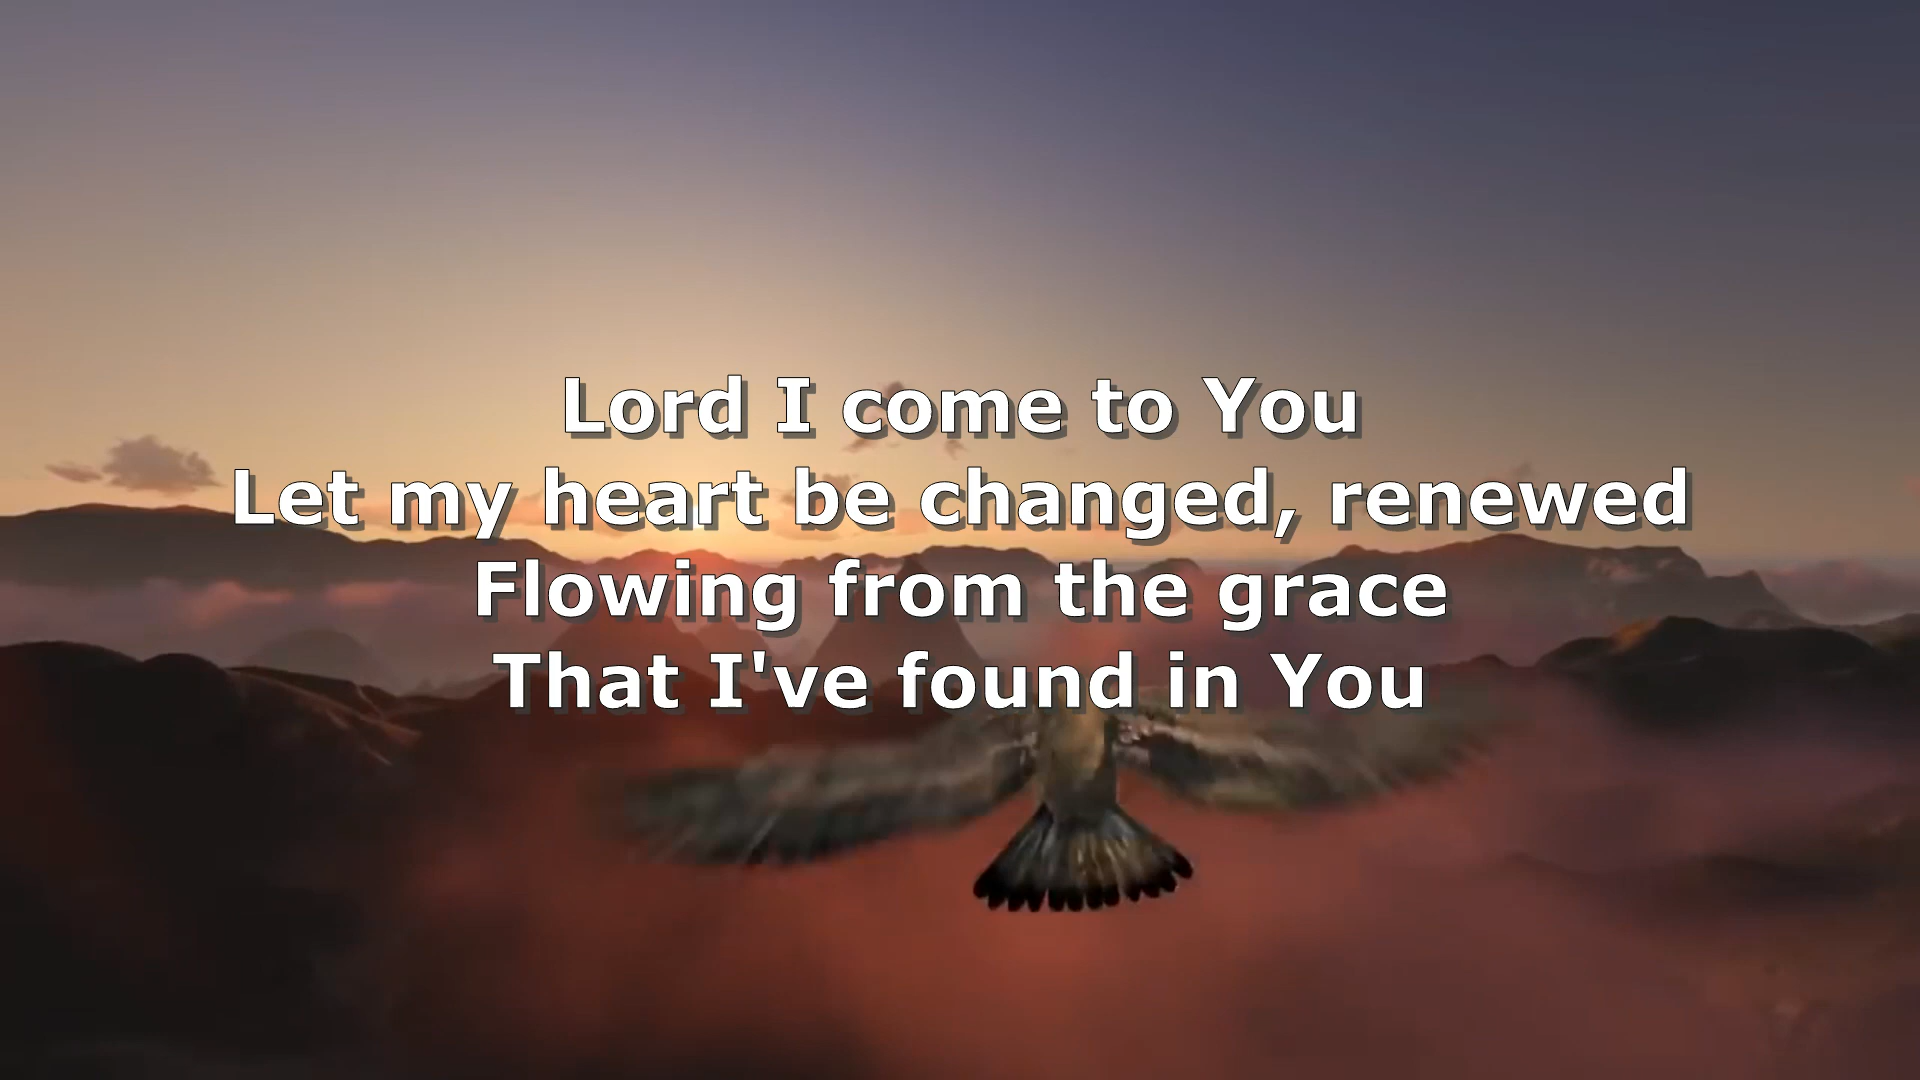 Lord I come to You
Let my heart be changed, renewed
Flowing from the grace
That I've found in You